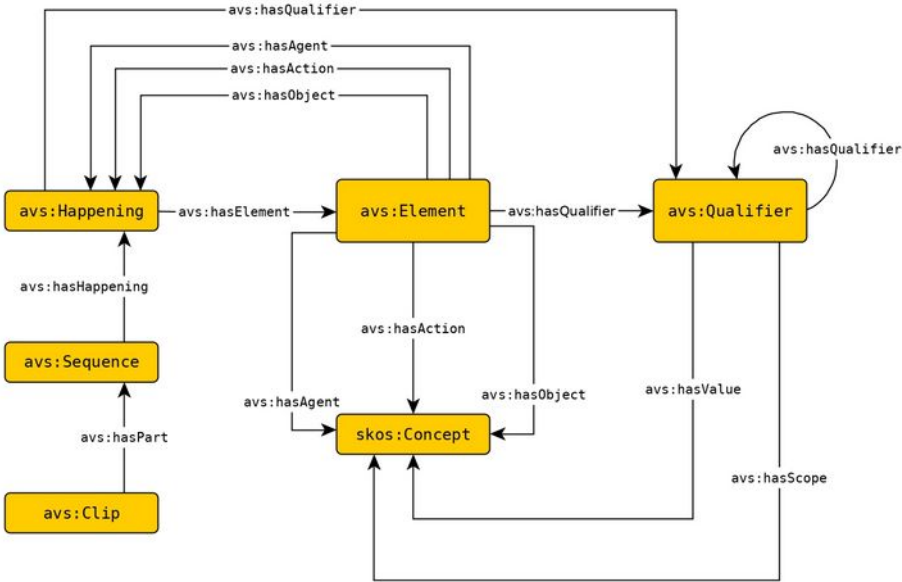 avs:hasQualifier
avs:hasAgent
avs:hasAction
avs:hasObject
avs:hasQualifier
avs:Happening
avs:hasElement
avs:Element
avs:hasQualifier
avs:Qualifier
avs:hasHappening
avs:hasAction
avs:Sequence
avs:hasValue
avs:hasAgent
avs:hasObject
avs:hasPart
skos:Concept
avs:hasScope
avs:Clip